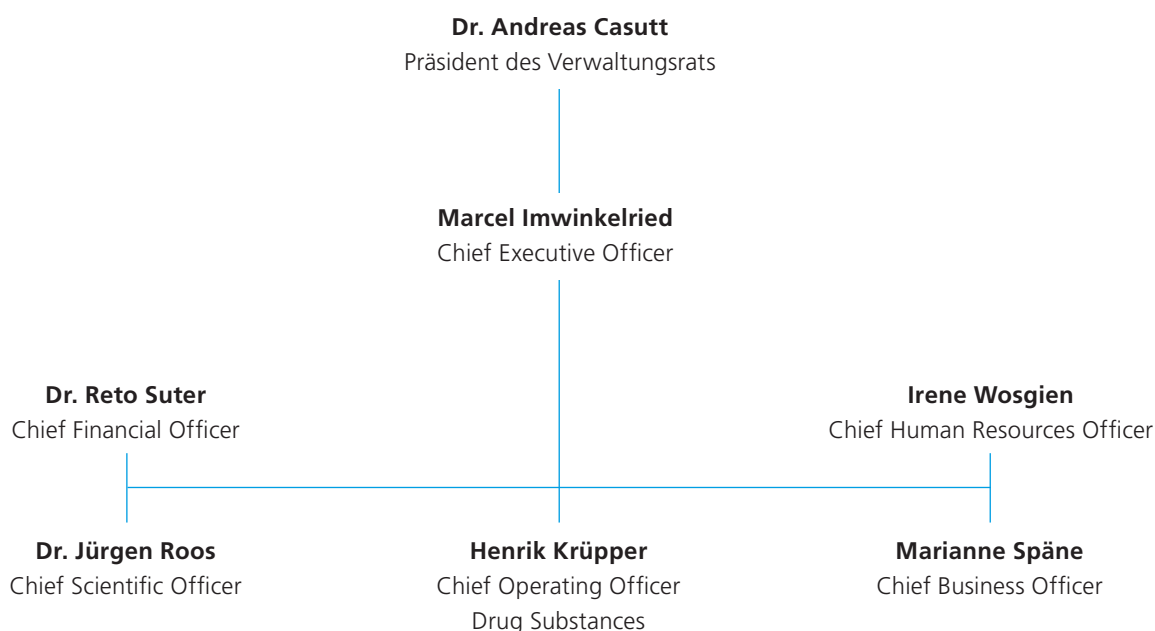 Dr. Andreas Casutt
Präsident des Verwaltungsrats
Marcel Imwinkelried
Chief Executive Officer
Dr. Reto Suter
Chief Financial Officer
Irene Wosgien
Chief Human Resources Officer
Dr. Jürgen Roos
Chief Scientific Officer
Henrik Krüpper
Chief Operating Officer
Drug Substances
Marianne Späne
Chief Business Officer